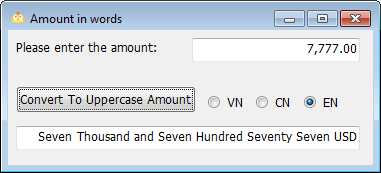 Amount in words
Please enter the amount: 7,777.00
Convert To Uppercase Amount VN CN EN
Seven Thousand and Seven Hundred Seventy Seven USD